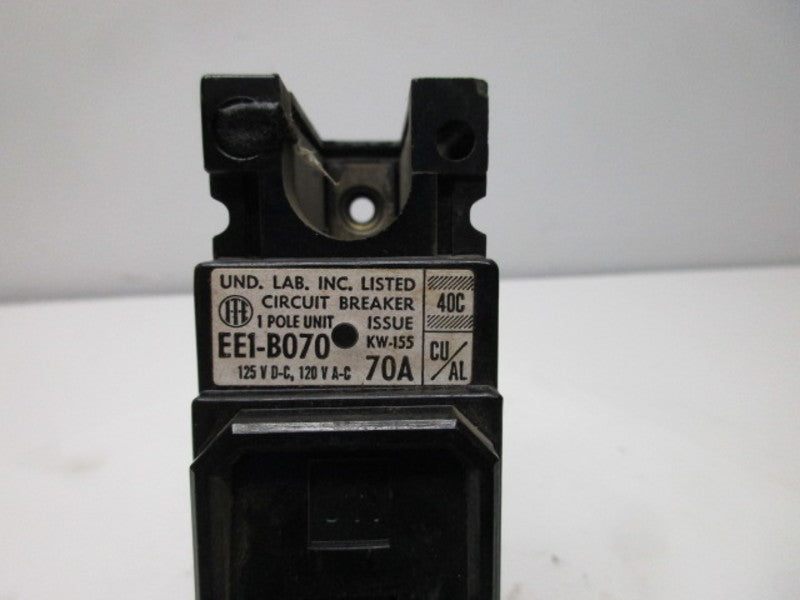 UND. LAB. INC. LISTED
ITE CIRCUIT BREAKER
1 POLE UNIT ISSUE
EE1-B070 KW-155
125 V D-C, 120 V A-C 70A
40C
CU/AL